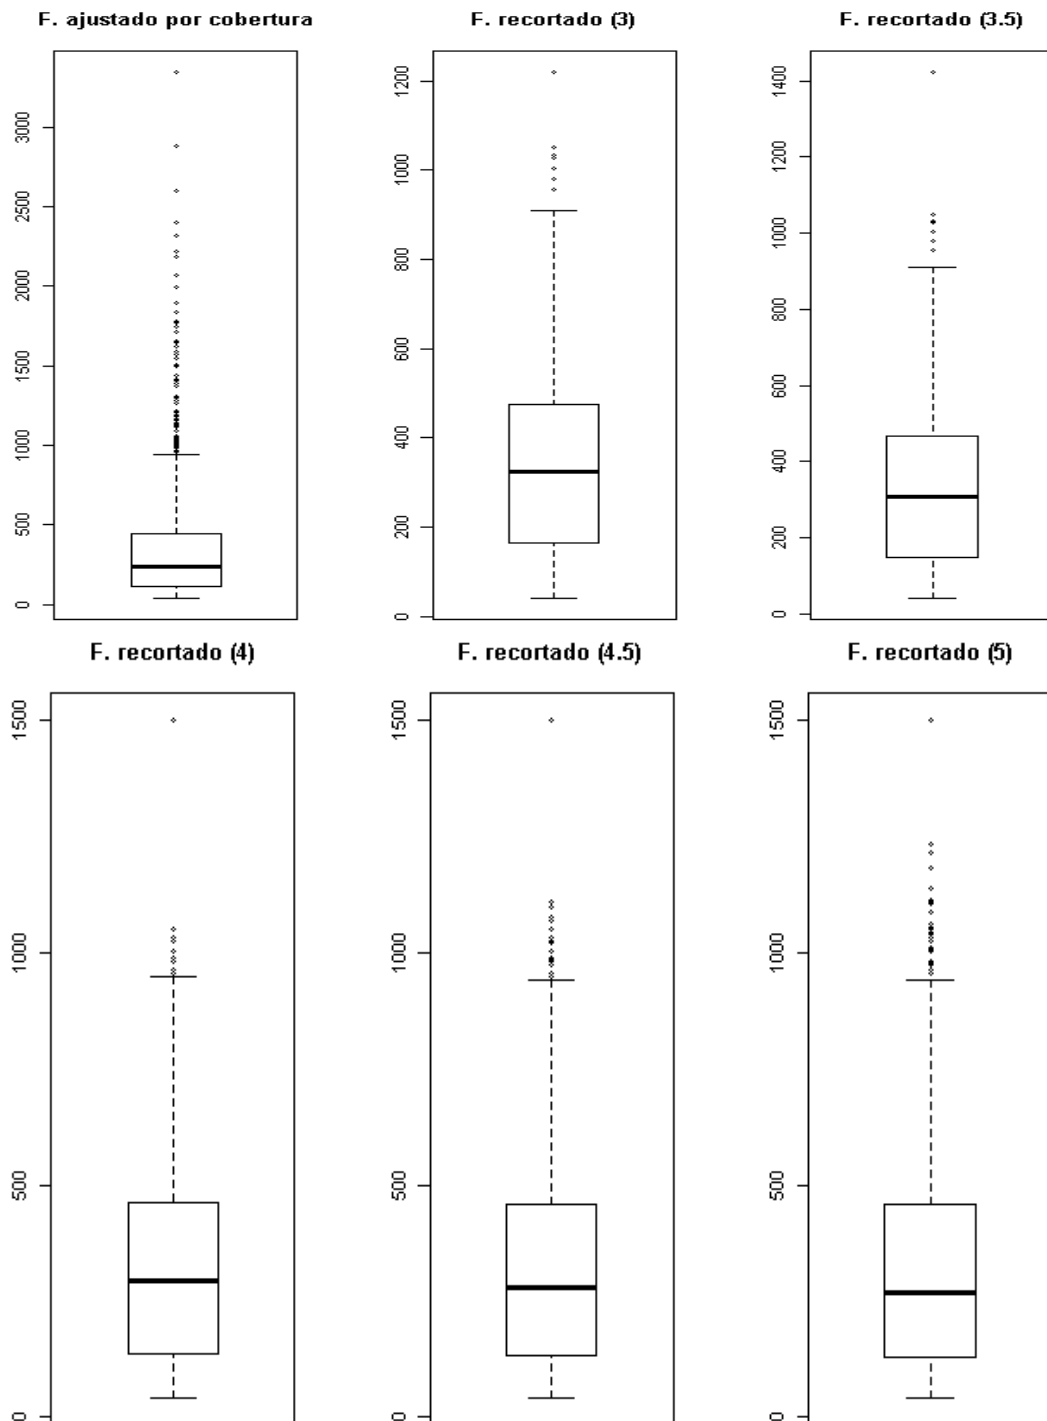 F. ajustado por cobertura
0 500 1000 1500 2000 2500 3000
F. recortado (3)
0 200 400 600 800 1000 1200
F. recortado (3.5)
0 200 400 600 800 1000 1200 1400
F. recortado (4)
0 500 1000 1500
F. recortado (4.5)
0 500 1000 1500
F. recortado (5)
0 500 1000 1500